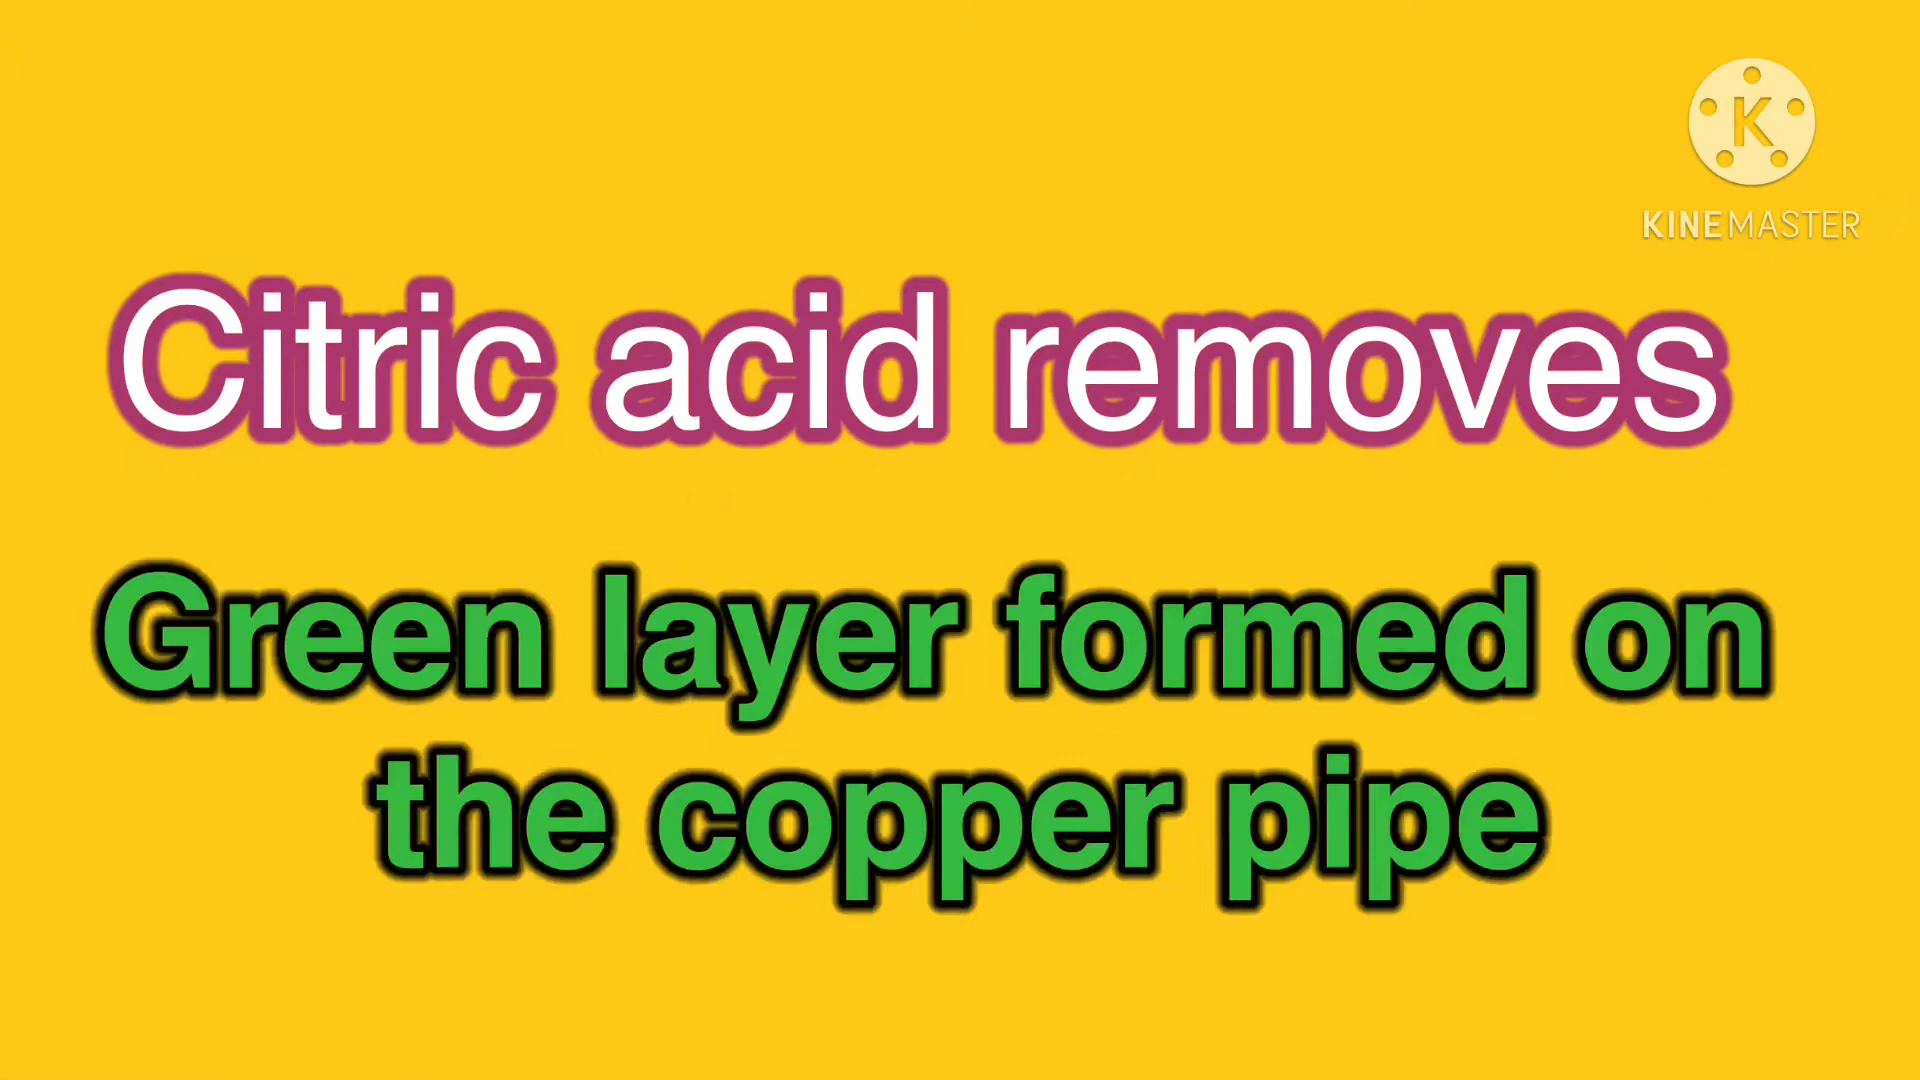 K
KINEMASTER
Citric acid removes
Green layer formed on
the copper pipe